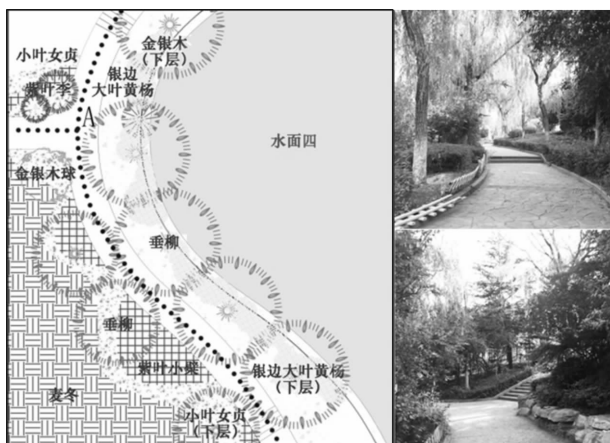 金银木
(下层)
小叶女贞
银边
大叶黄杨
紫叶李
A
水面四
金银木球
垂柳
垂柳
紫叶小檗
银边大叶黄杨
(下层)
麦冬
小叶女贞
(下层)